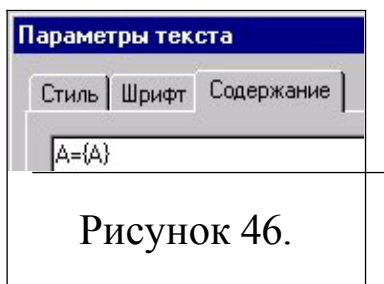 Параметры текста
Стиль Шрифт Содержание
A={A}
Рисунок 46.